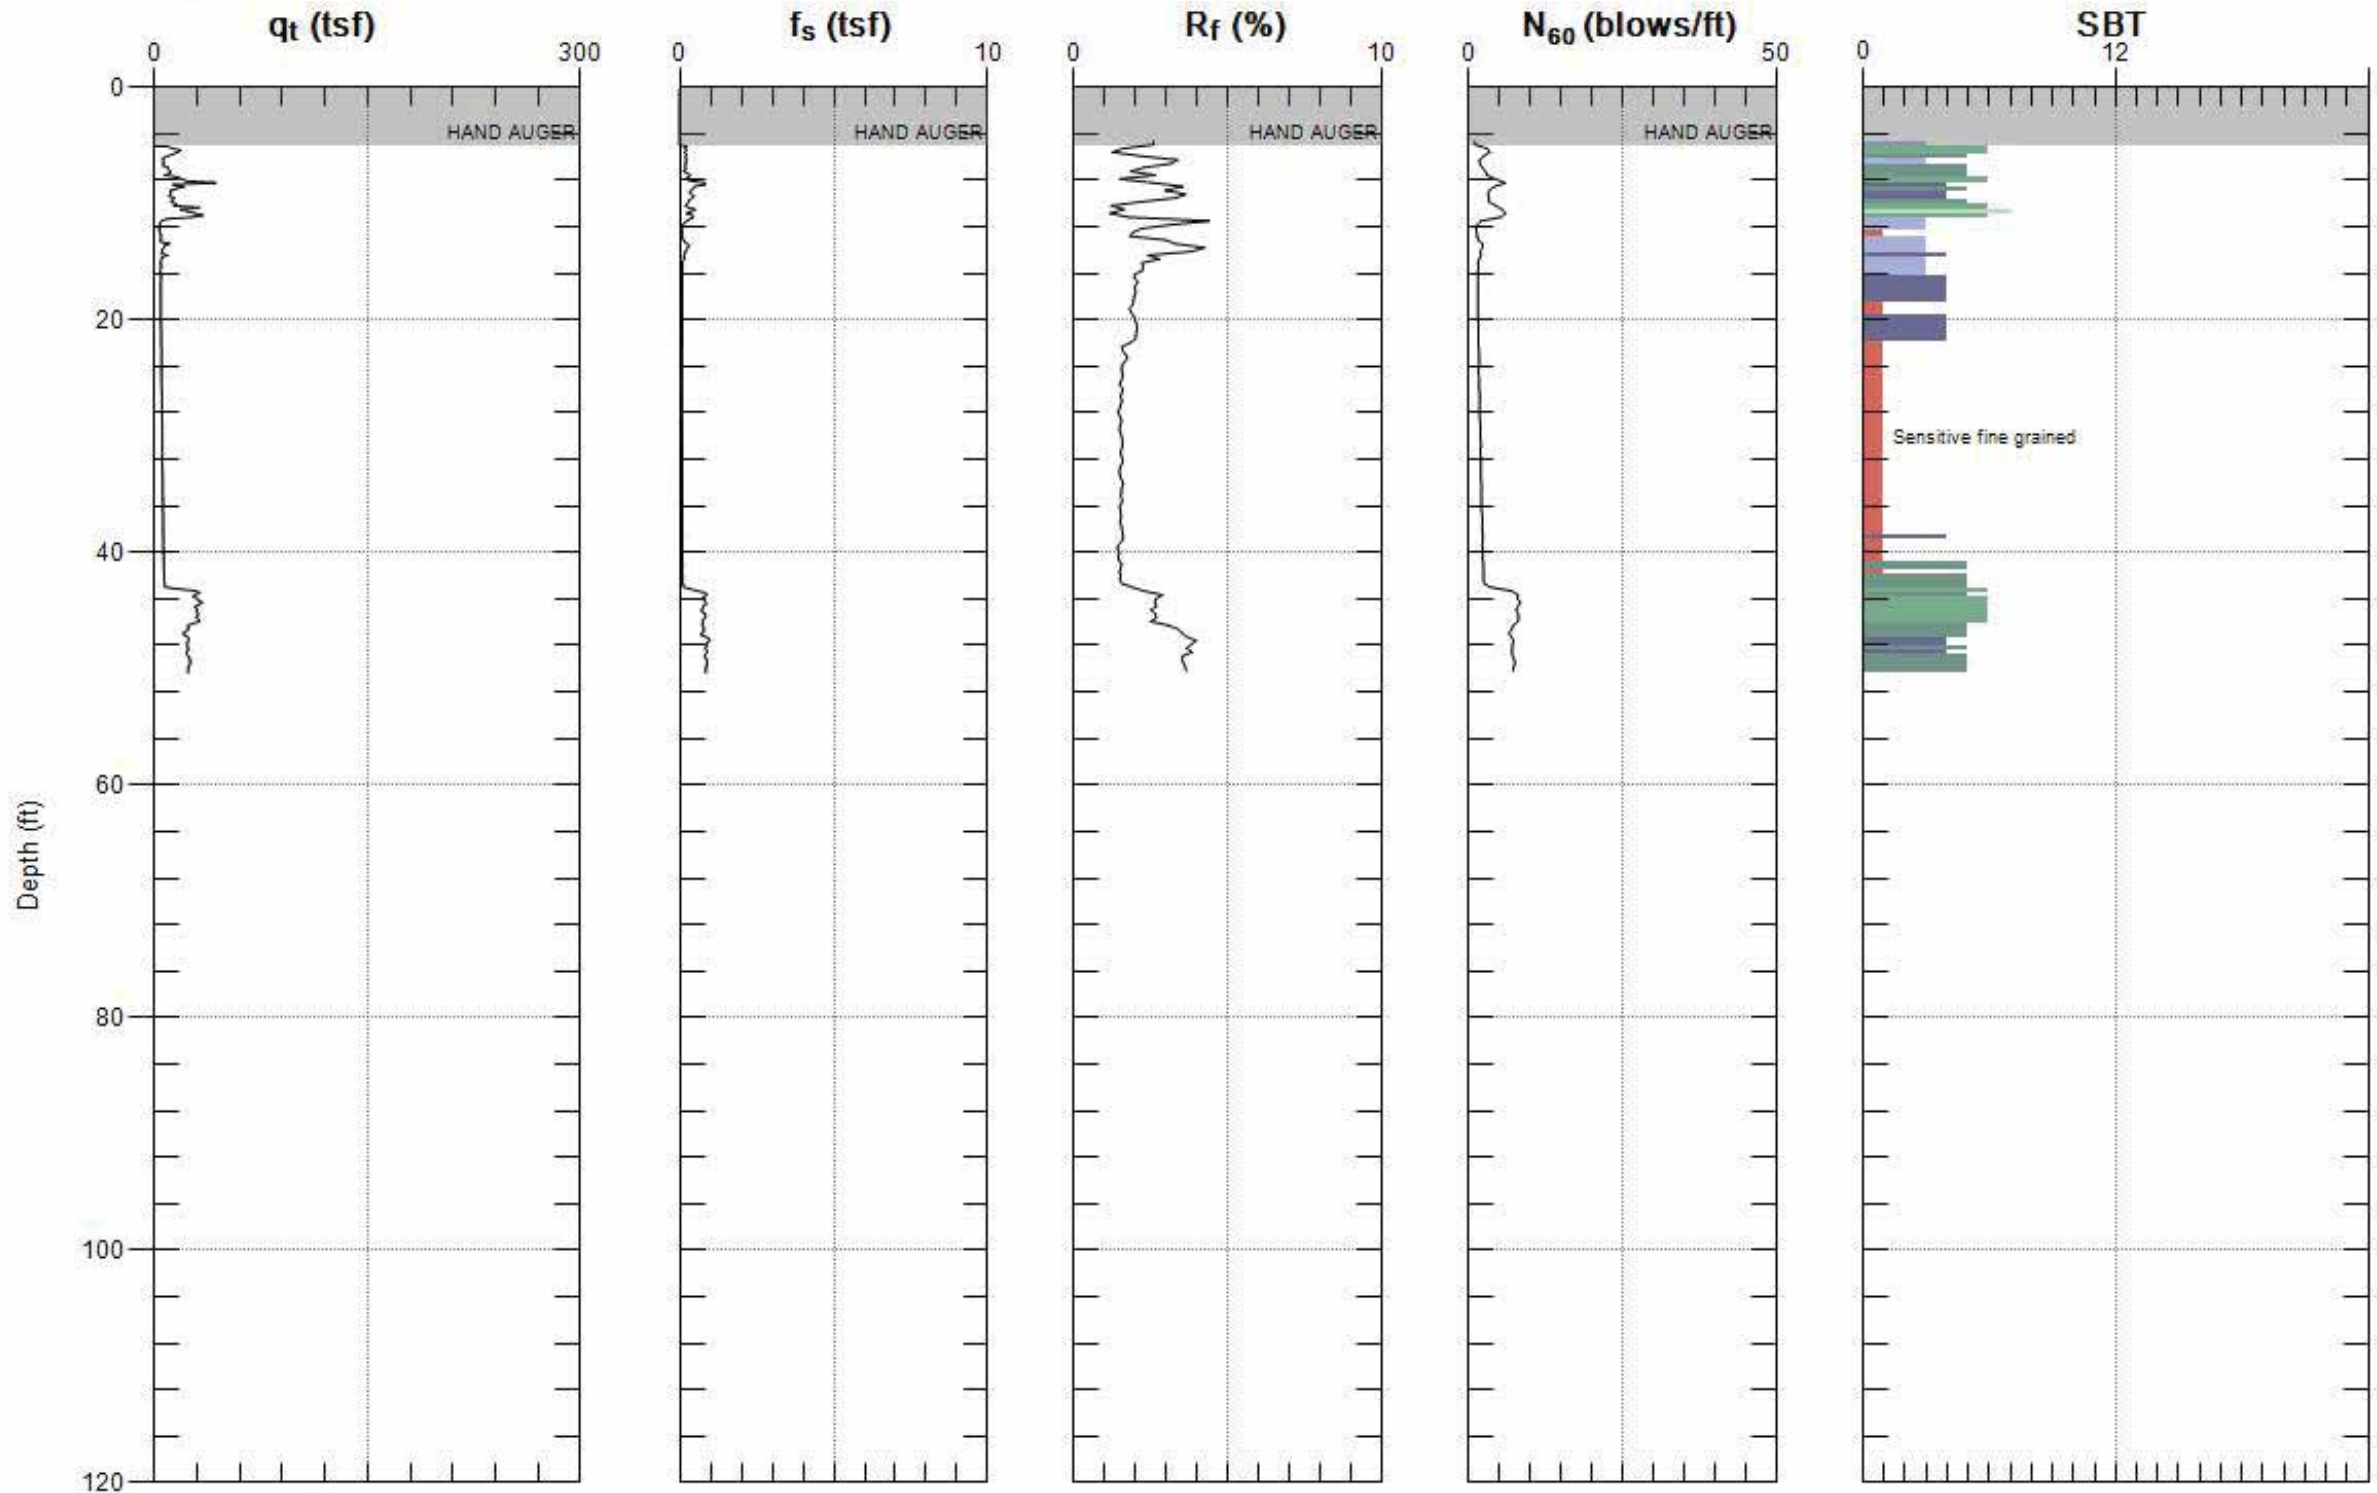 qt (tsf) fs (tsf) Rf (%) N60 (blows/ft) SBT
0 300 0 10 0 10 0 50 0 12
0
HAND AUGER HAND AUGER HAND AUGER HAND AUGER
20
Sensitive fine grained
40
60
Depth (ft)
80
100
120